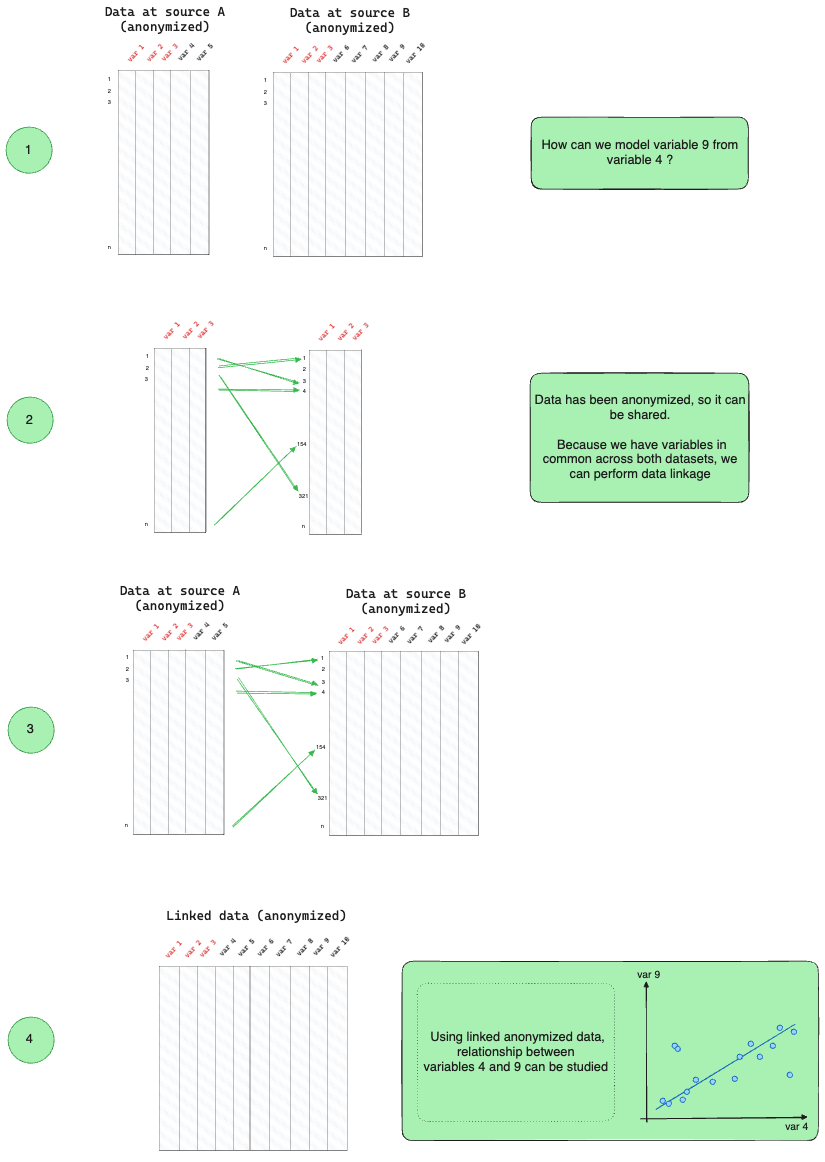 Data at source A
(anonymized)
Data at source B
(anonymized)
var 1 var 2 var 3 var 4 var 5
var 1 var 2 var 3 var 6 var 7 var 8 var 9 var 10
1
2
3
n
1
2
3
n
1
How can we model variable 9 from
variable 4 ?
var 1 var 2 var 3
var 1 var 2 var 3
1
2
3
n
1
2
3
4
154
321
n
2
Data has been anonymized, so it can
be shared.
Because we have variables in
common across both datasets, we
can perform data linkage
Data at source A
(anonymized)
Data at source B
(anonymized)
var 1 var 2 var 3 var 4 var 5
var 1 var 2 var 3 var 6 var 7 var 8 var 9 var 10
1
2
3
n
1
2
3
4
154
321
n
3
Linked data (anonymized)
var 1 var 2 var 3 var 4 var 5 var 6 var 7 var 8 var 9 var 10
4
Using linked anonymized data,
relationship between
variables 4 and 9 can be studied
var 9
var 4